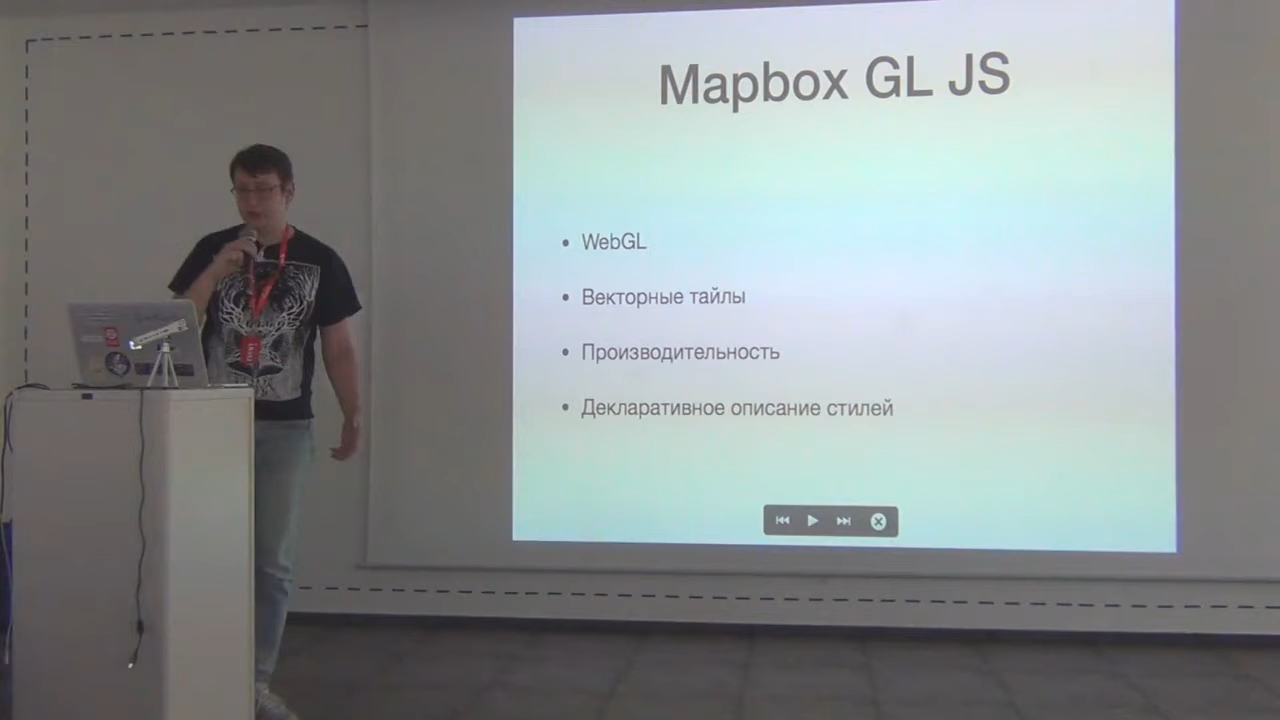 Mapbox GL JS
• WebGL
• Векторные тайлы
• Производительность
• Декларативное описание стилей